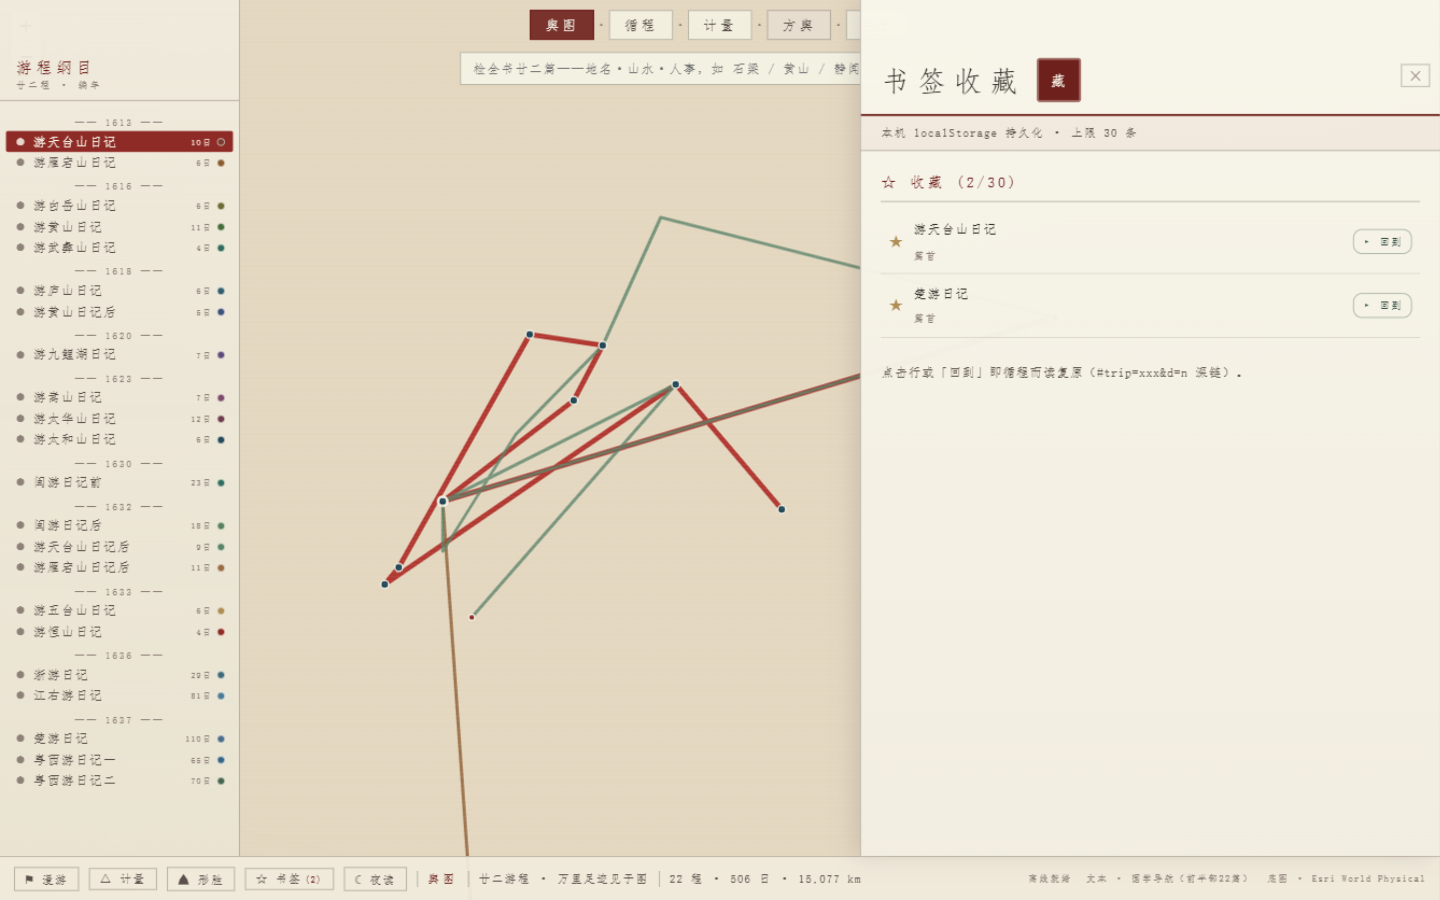 游程纲目
廿二程 · 编年
—— 1613 ——
游天台山日记 10日
游雁宕山日记 6日
—— 1616 ——
游白岳山日记 6日
游黄山日记 11日
游武彝山日记 4日
—— 1618 ——
游庐山日记 6日
游黄山日记后 5日
—— 1620 ——
游九鲤湖日记 7日
—— 1623 ——
游嵩山日记 7日
游太华山日记 12日
游太和山日记 6日
—— 1630 ——
闽游日记前 23日
—— 1632 ——
闽游日记后 18日
游天台山日记后 9日
游雁宕山日记后 11日
—— 1633 ——
游五台山日记 6日
游恒山日记 4日
—— 1636 ——
浙游日记 29日
江右游日记 81日
—— 1637 ——
楚游日记 110日
粤西游日记一 66日
粤西游日记二 70日
舆图 · 循程 · 计量 · 方舆 ·
检全书廿二篇——地名·山水·人事, 如 石梁 / 黄山 / 静闻
书签收藏 藏
本机 localStorage 持久化 · 上限 30 条
☆ 收藏 (2/30)
★ 游天台山日记
篇首
▸ 回到
★ 楚游日记
篇首
▸ 回到
点击行或「回到」即循程而读复原 (#trip=xxx&d=n 深链) .
⚑ 漫游 △ 计量 ▲ 形胜 ☆ 书签 (2) ☾ 夜读 舆图 廿二游程 · 万里足迹见于图 22 程 · 506 日 · 15,077 km
离线就绪 文本 · 国学导航 (前半部22篇) 底图 · Esri World Physical